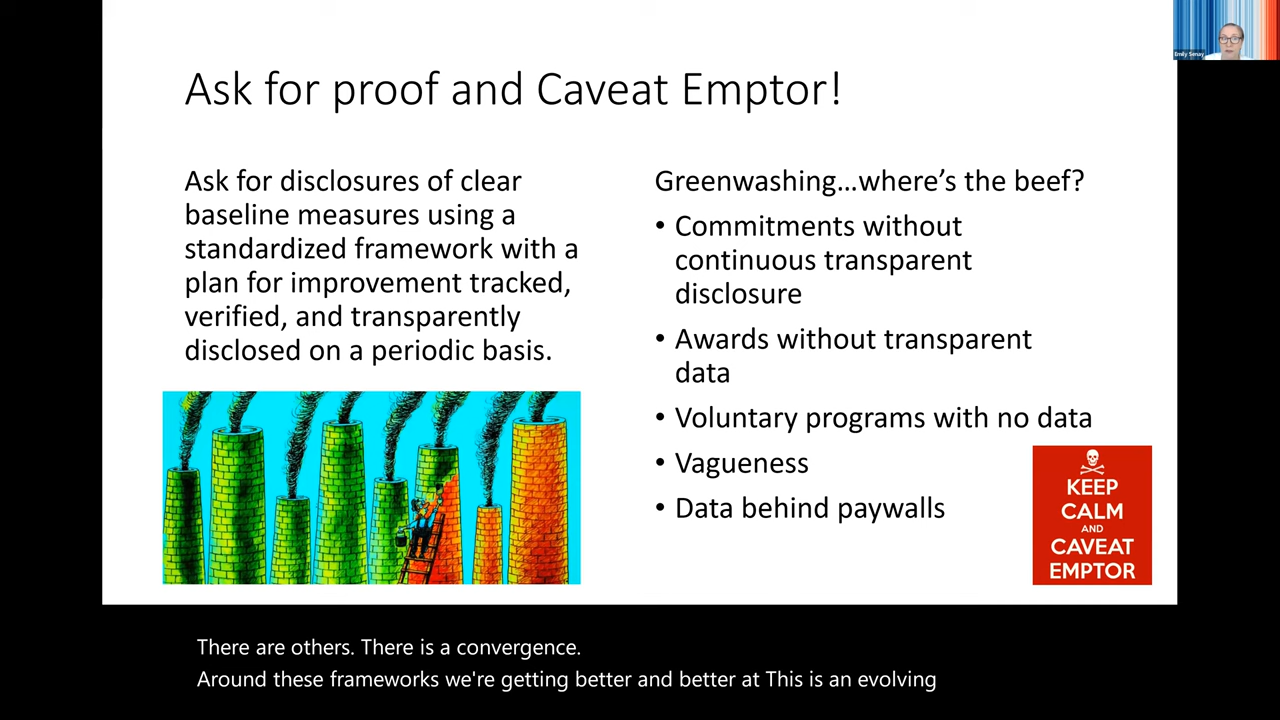 Emily Senay
Ask for proof and Caveat Emptor!
Ask for disclosures of clear
baseline measures using a
standardized framework with a
plan for improvement tracked,
verified, and transparently
disclosed on a periodic basis.
Greenwashing…where’s the beef?
• Commitments without
continuous transparent
disclosure
• Awards without transparent
data
• Voluntary programs with no data
• Vagueness
• Data behind paywalls
KEEP
CALM
AND
CAVEAT
EMPTOR
There are others. There is a convergence.
Around these frameworks we're getting better and better at This is an evolving